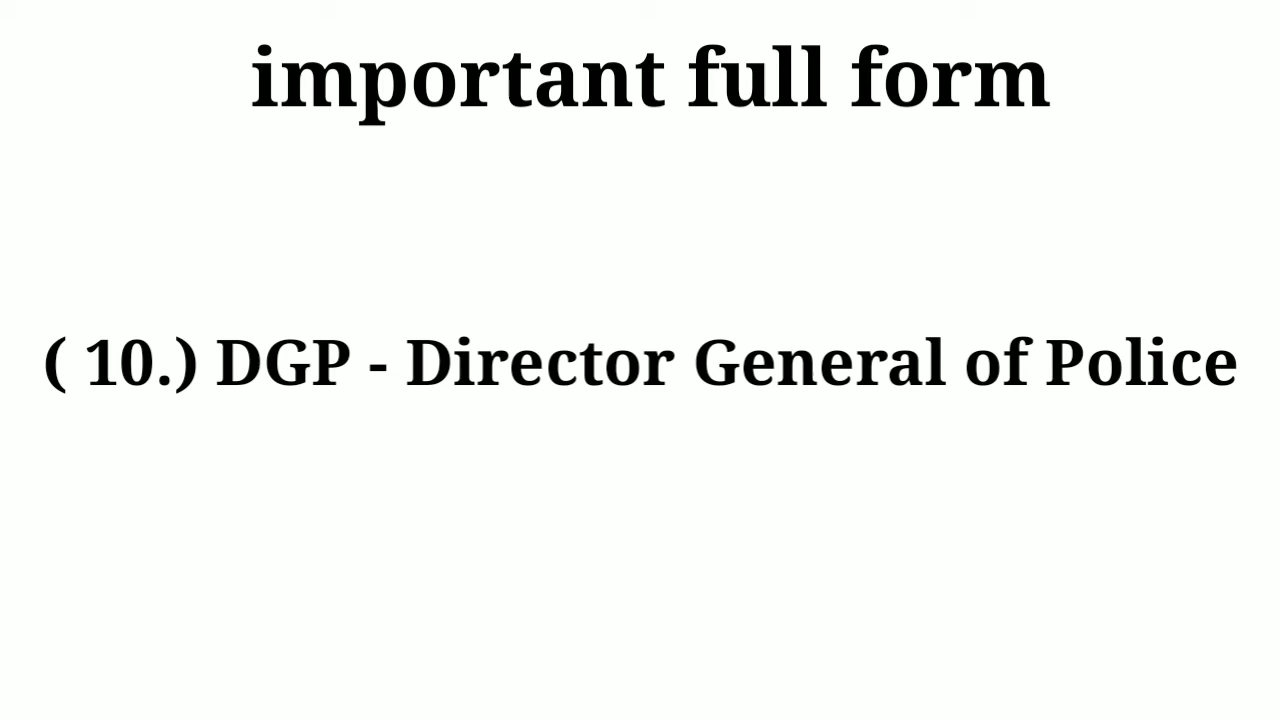 important full form
( 10.) DGP - Director General of Police